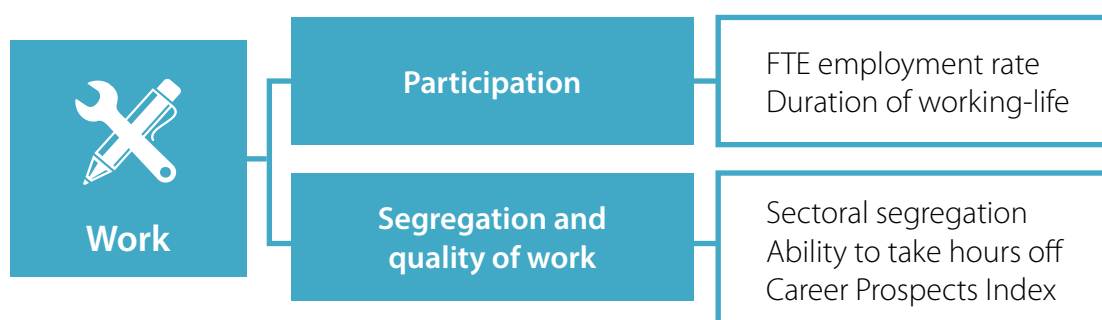 Work
Participation
FTE employment rate
Duration of working-life
Segregation and
quality of work
Sectoral segregation
Ability to take hours off
Career Prospects Index